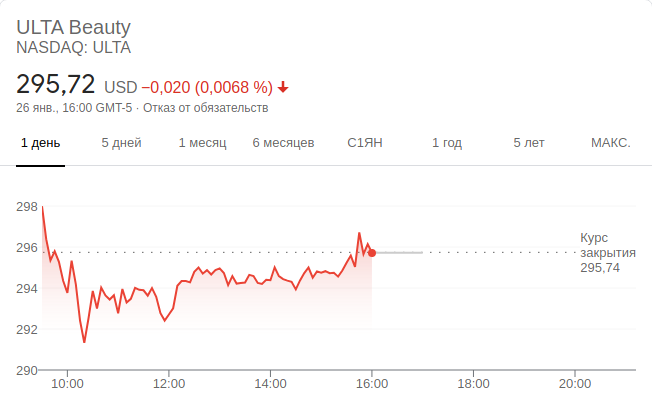 ULTA Beauty
NASDAQ: ULTA
295,72 USD −0,020 (0,0068 %)
26 янв., 16:00 GMT-5 · Отказ от обязательств
1 день 5 дней 1 месяц 6 месяцев С1ЯН 1 год 5 лет МАКС.
298
296
294
292
290
Курс
закрытия
295,74
10:00 12:00 14:00 16:00 18:00 20:00